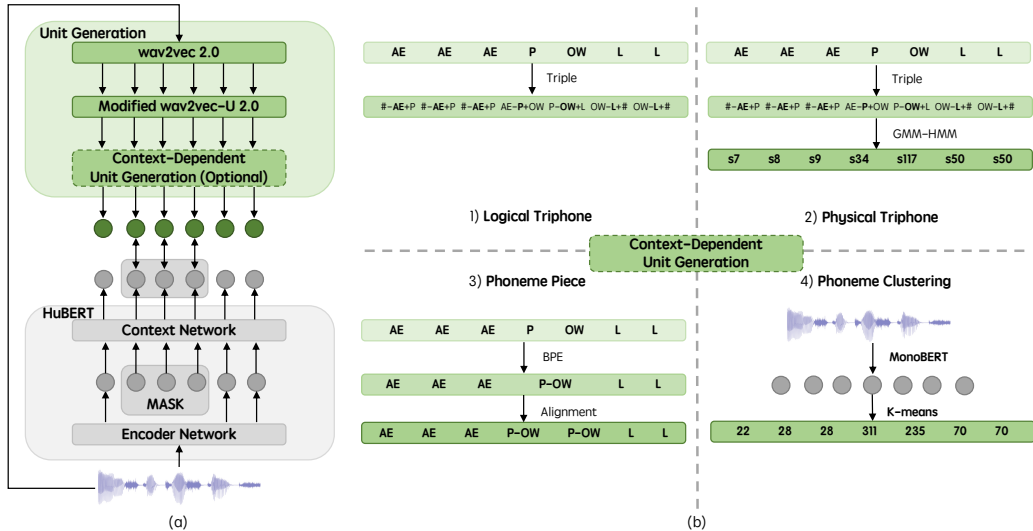 Unit Generation
wav2vec 2.0
Modified wav2vec-U 2.0
Context-Dependent
Unit Generation (Optional)
HuBERT
Context Network
MASK
Encoder Network
(a)
AE AE AE P OW L L
Triple
#-AE+P #-AE+P #-AE+P AE-P+OW P-OW+L OW-L+# OW-L+#
1) Logical Triphone
AE AE AE P OW L L
Triple
#-AE+P #-AE+P #-AE+P AE-P+OW P-OW+L OW-L+# OW-L+#
GMM-HMM
s7 s8 s9 s34 s117 s50 s50
2) Physical Triphone
Context-Dependent
Unit Generation
3) Phoneme Piece
AE AE AE P OW L L
BPE
AE AE AE P-OW L L
Alignment
AE AE AE P-OW P-OW L L
4) Phoneme Clustering
MonoBERT
K-means
22 28 28 311 235 70 70
(b)